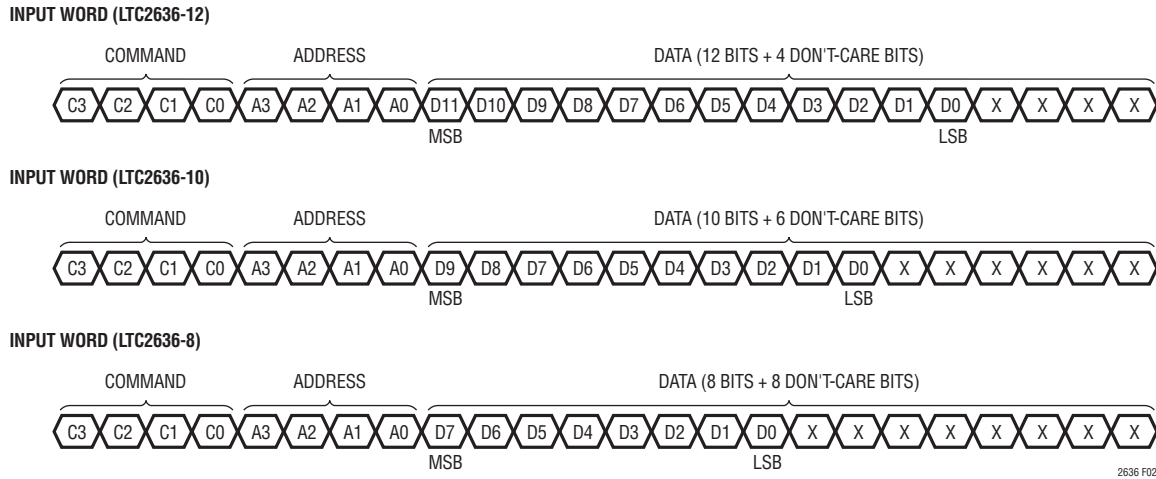 INPUT WORD (LTC2636-12)
COMMAND ADDRESS DATA (12 BITS + 4 DON'T-CARE BITS)
C3 C2 C1 C0 A3 A2 A1 A0 D11 D10 D9 D8 D7 D6 D5 D4 D3 D2 D1 D0 X X X X
MSB LSB
INPUT WORD (LTC2636-10)
COMMAND ADDRESS DATA (10 BITS + 6 DON'T-CARE BITS)
C3 C2 C1 C0 A3 A2 A1 A0 D9 D8 D7 D6 D5 D4 D3 D2 D1 D0 X X X X X X
MSB LSB
INPUT WORD (LTC2636-8)
COMMAND ADDRESS DATA (8 BITS + 8 DON'T-CARE BITS)
C3 C2 C1 C0 A3 A2 A1 A0 D7 D6 D5 D4 D3 D2 D1 D0 X X X X X X X X
MSB LSB
2636 F02